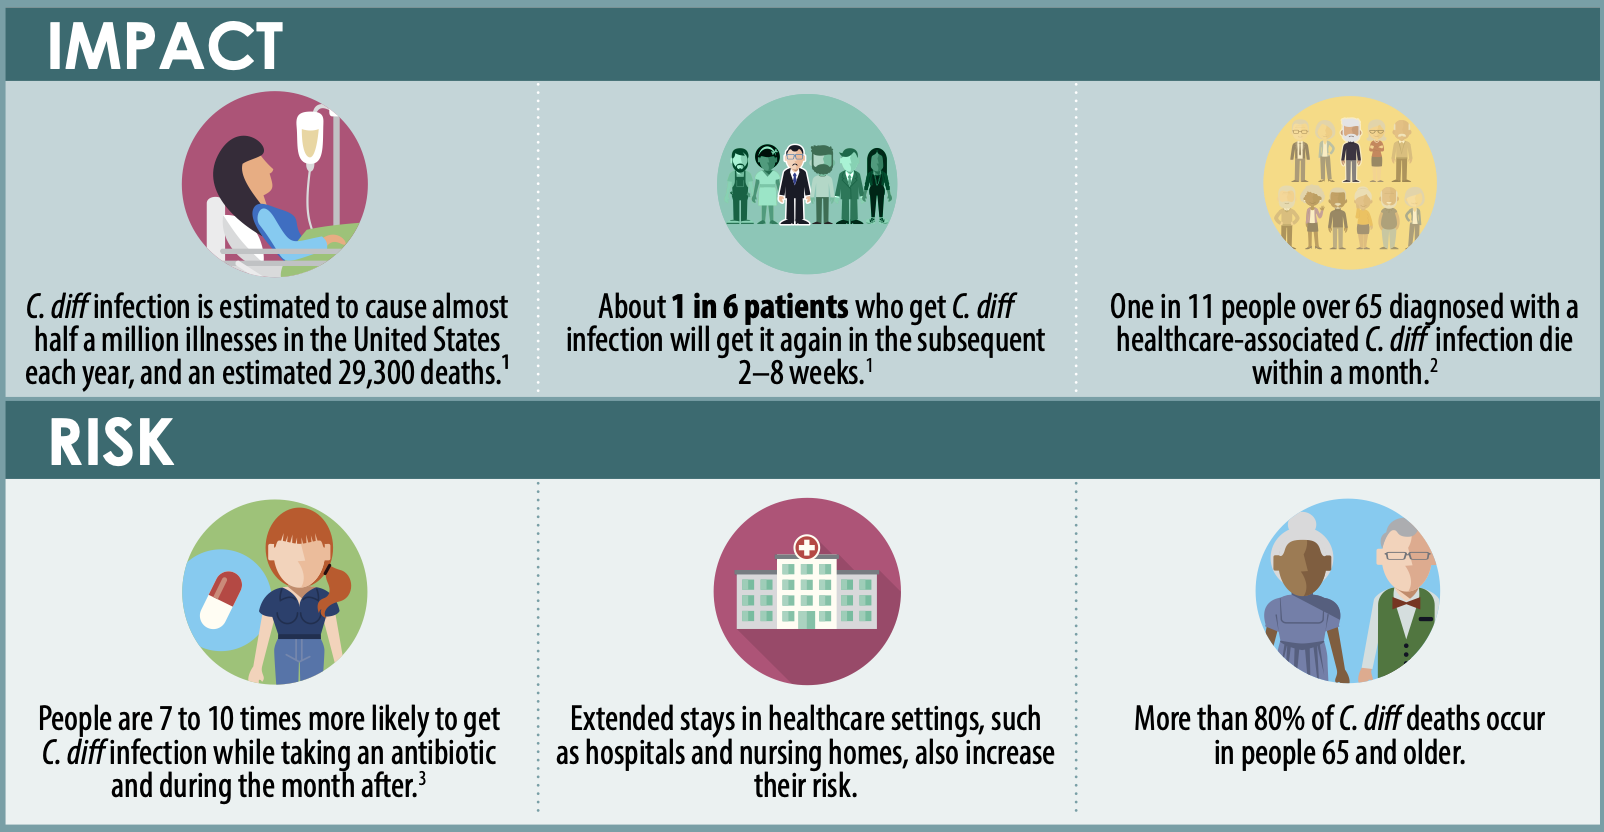 IMPACT
C. diff infection is estimated to cause almost
half a million illnesses in the United States
each year, and an estimated 29,300 deaths.1
About 1 in 6 patients who get C. diff
infection will get it again in the subsequent
2–8 weeks.1
One in 11 people over 65 diagnosed with a
healthcare-associated C. diff infection die
within a month.2
RISK
People are 7 to 10 times more likely to get
C. diff infection while taking an antibiotic
and during the month after.3
Extended stays in healthcare settings, such
as hospitals and nursing homes, also increase
their risk.
More than 80% of C. diff deaths occur
in people 65 and older.